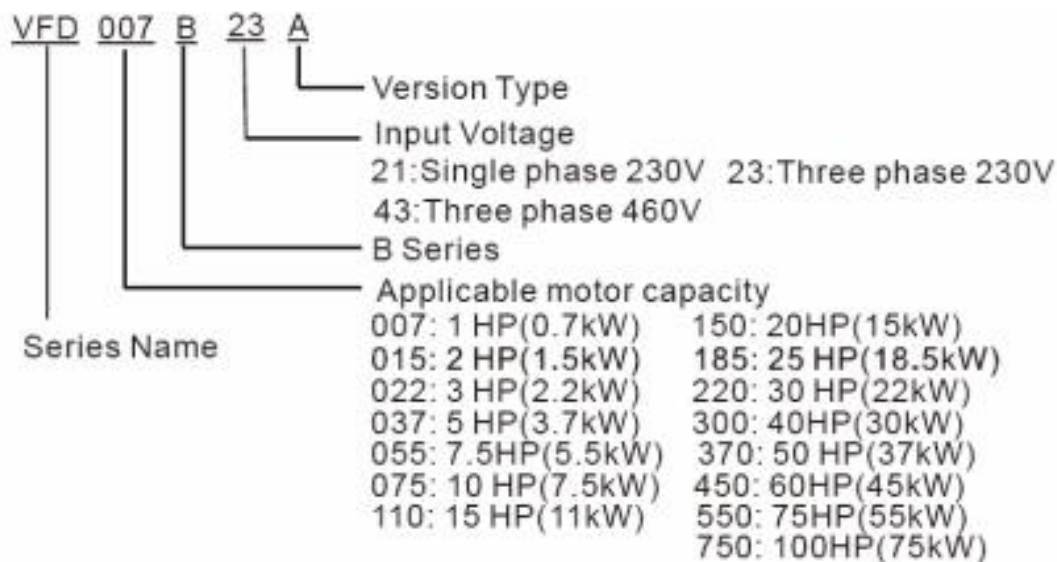 VFD 007 B 23 A
Version Type
Input Voltage
21:Single phase 230V 23:Three phase 230V
43:Three phase 460V
B Series
Applicable motor capacity
Series Name
007: 1 HP(0.7kW) 150: 20HP(15kW)
015: 2 HP(1.5kW) 185: 25 HP(18.5kW)
022: 3 HP(2.2kW) 220: 30 HP(22kW)
037: 5 HP(3.7kW) 300: 40HP(30kW)
055: 7.5HP(5.5kW) 370: 50 HP(37kW)
075: 10 HP(7.5kW) 450: 60HP(45kW)
110: 15 HP(11kW) 550: 75HP(55kW)
750: 100HP(75kW)